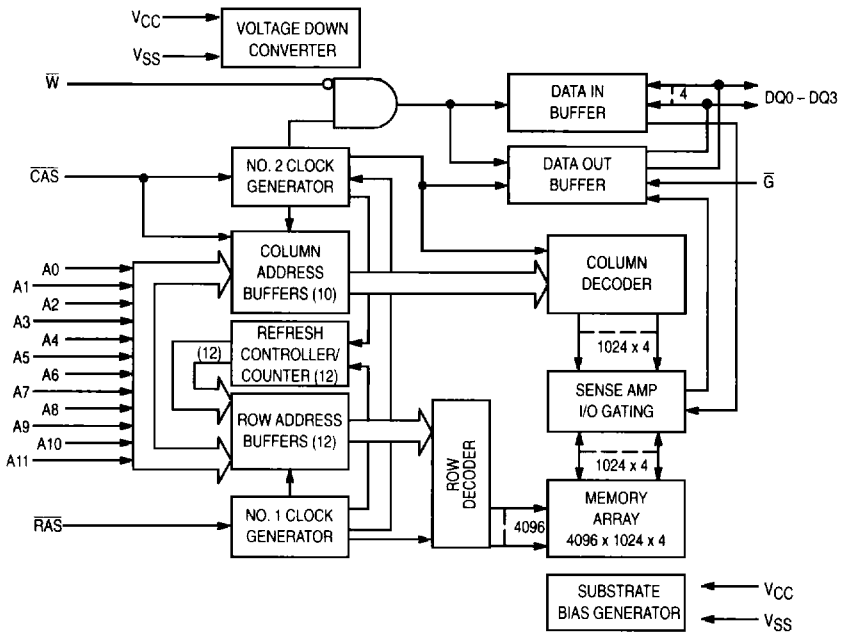 VCC
VSS
VOLTAGE DOWN
CONVERTER
W̅
DATA IN
BUFFER
4
DQ0 – DQ3
C̅A̅S̅
NO. 2 CLOCK
GENERATOR
DATA OUT
BUFFER
G̅
A0
A1
A2
A3
A4
A5
A6
A7
A8
A9
A10
A11
COLUMN
ADDRESS
BUFFERS (10)
COLUMN
DECODER
(12)
REFRESH
CONTROLLER/
COUNTER (12)
1024 x 4
SENSE AMP
I/O GATING
ROW ADDRESS
BUFFERS (12)
ROW
DECODER
1024 x 4
R̅A̅S̅
NO. 1 CLOCK
GENERATOR
4096
MEMORY
ARRAY
4096 x 1024 x 4
SUBSTRATE
BIAS GENERATOR
VCC
VSS